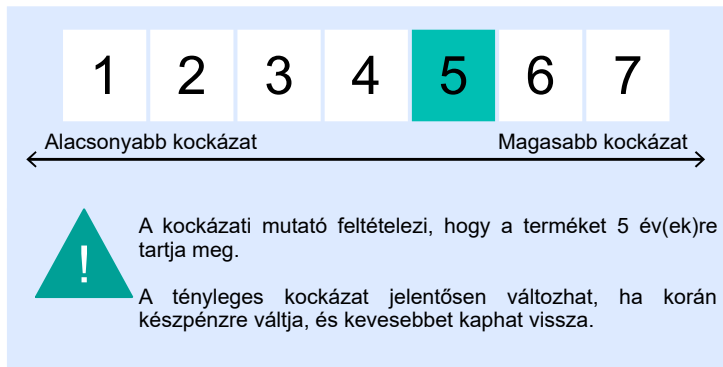 1 2 3 4 5 6 7
Alacsonyabb kockázat Magasabb kockázat
! A kockázati mutató feltételezi, hogy a terméket 5 év(ek)re
tartja meg.
A tényleges kockázat jelentősen változhat, ha korán
készpénzre váltja, és kevesebbet kaphat vissza.